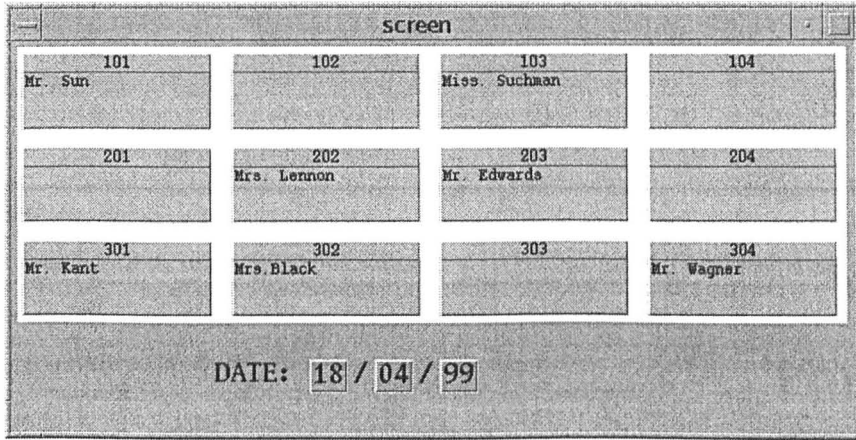 screen
101 102 103 104
Mr. Sun Miss. Suchman
201 202 203 204
Mrs. Lennon Mr. Edwards
301 302 303 304
Mr. Kant Mrs.Black Mr. Wagner
DATE: 18 / 04 / 99